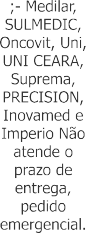 ;- Medilar,
SULMEDIC,
Oncovit, Uni,
UNI CEARA,
Suprema,
PRECISION,
Inovamed e
Imperio Não
atende o
prazo de
entrega,
pedido
emergencial.